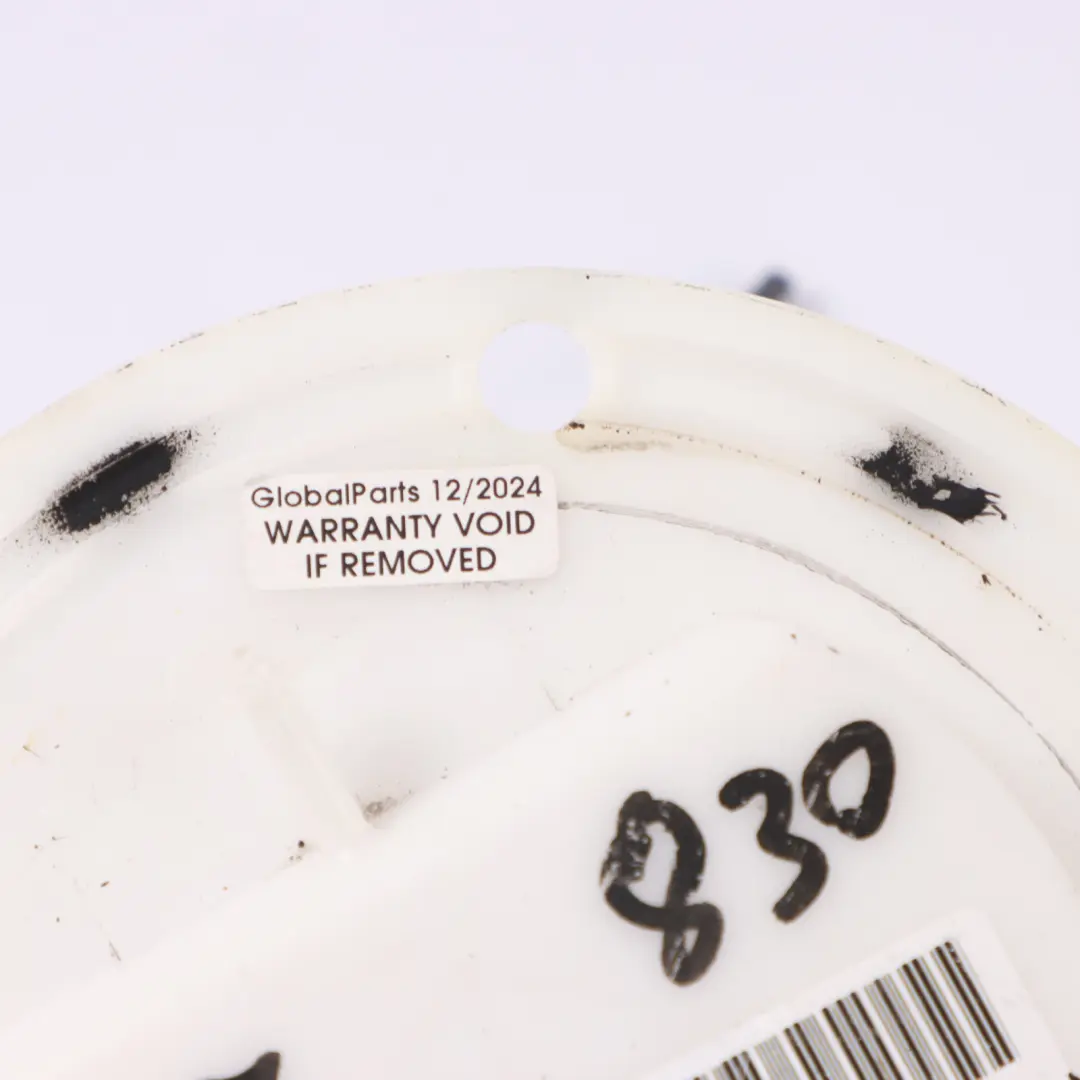 GlobalParts 12/2024
WARRANTY VOID
IF REMOVED
830